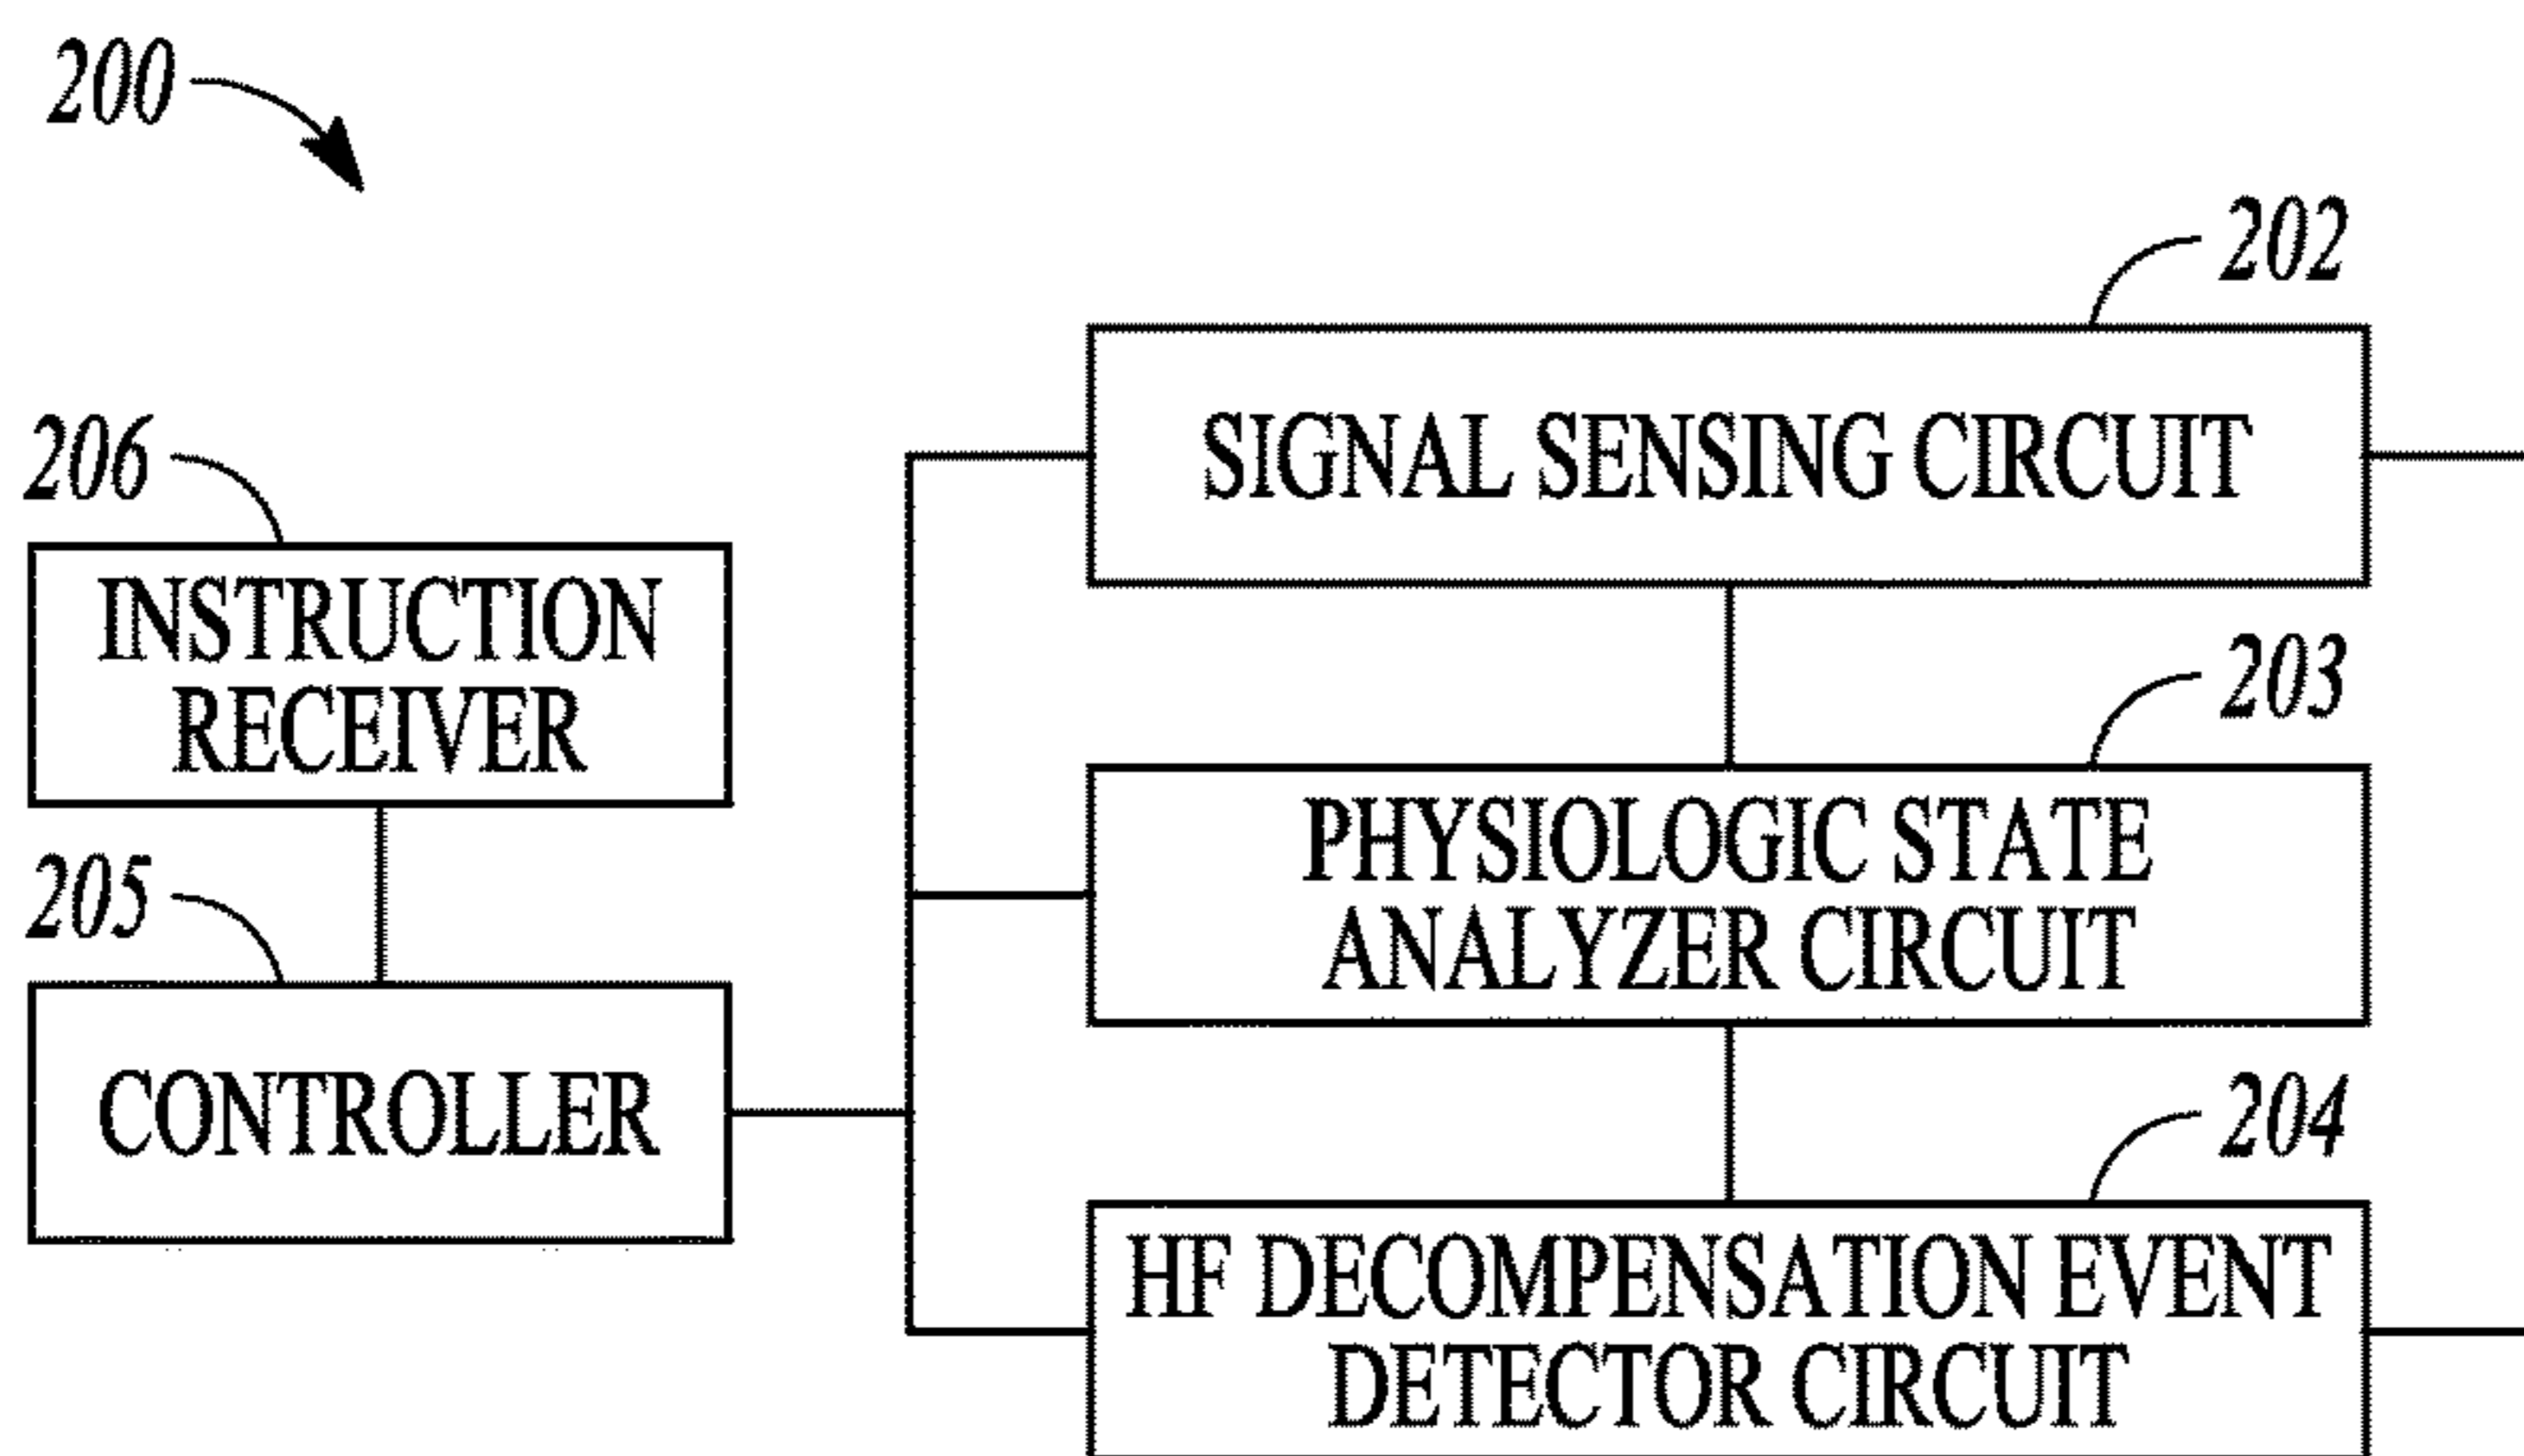 200
202
SIGNAL SENSING CIRCUIT
206
INSTRUCTION
RECEIVER
203
PHYSIOLOGIC STATE
ANALYZER CIRCUIT
205
CONTROLLER
204
HF DECOMPENSATION EVENT
DETECTOR CIRCUIT